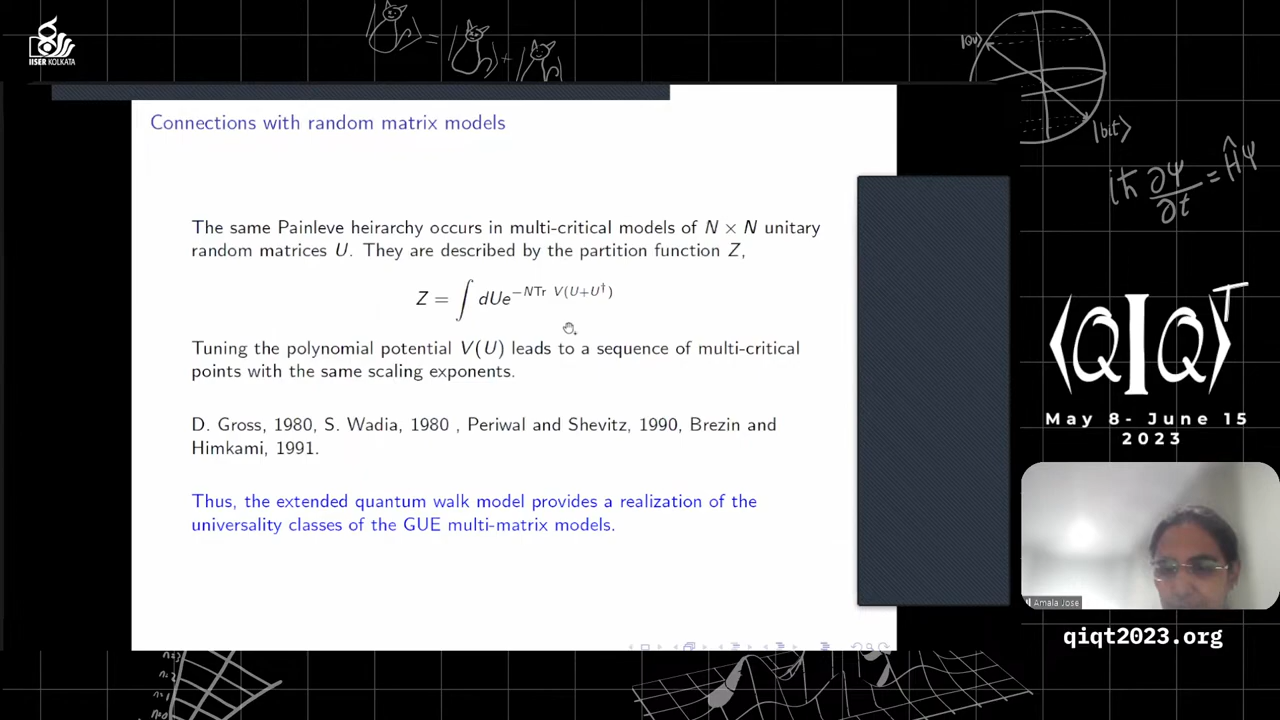 IISER KOLKATA
Connections with random matrix models
The same Painleve heirarchy occurs in multi-critical models of N × N unitary
random matrices U. They are described by the partition function Z,
Z = ∫ dUe^{−NTr V(U+U†)}
Tuning the polynomial potential V(U) leads to a sequence of multi-critical
points with the same scaling exponents.
D. Gross, 1980, S. Wadia, 1980 , Periwal and Shevitz, 1990, Brezin and
Himkami, 1991.
Thus, the extended quantum walk model provides a realization of the
universality classes of the GUE multi-matrix models.
|Qu⟩
|bit⟩
iħ ∂ψ/∂t = Ĥψ
⟨Q|Q⟩T
May 8- June 15
2023
Amala Jose
qiqt2023.org
n=3
n=2
n=1
n=0